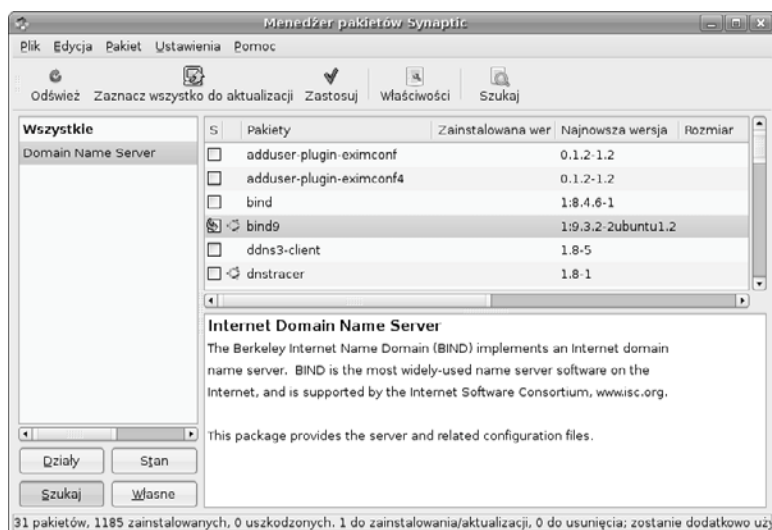 Menedżer pakietów Synaptic
Plik Edycja Pakiet Ustawienia Pomoc
Odśwież Zaznacz wszystko do aktualizacji Zastosuj Właściwości Szukaj
Wszystkie
Domain Name Server
S Pakiety Zainstalowana wer Najnowsza wersja Rozmiar
adduser-plugin-eximconf 0.1.2-1.2
adduser-plugin-eximconf4 0.1.2-1.2
bind 1:8.4.6-1
bind9 1:9.3.2-2ubuntu1.2
ddns3-client 1.8-5
dnstracer 1.8-1
Internet Domain Name Server
The Berkeley Internet Name Domain (BIND) implements an Internet domain
name server. BIND is the most widely-used name server software on the
Internet, and is supported by the Internet Software Consortium, www.isc.org.
This package provides the server and related configuration files.
Działy Stan
Szukaj Własne
31 pakietów, 1185 zainstalowanych, 0 uszkodzonych. 1 do zainstalowania/aktualizacji, 0 do usunięcia; zostanie dodatkowo uż